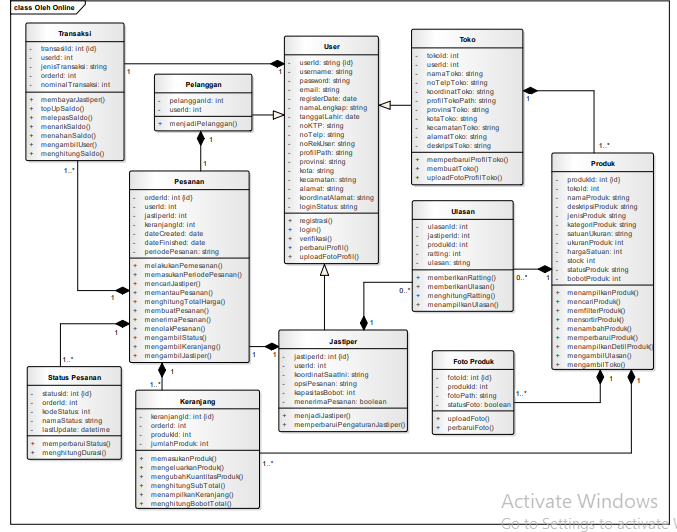 class Oleh Online
Transaksi
- transasiId: int {id}
- userId: int
- jenisTransaksi: string
- orderId: int
- nominalTransaksi: int
+ membayarJastiper()
+ topUpSaldo()
+ melepasSaldo()
+ menarikSaldo()
+ menahanSaldo()
+ mengambilUser()
+ menghitungSaldo()
1
1
1..*
Pelanggan
- pelangganId: int
- userId: int
+ menjadiPelanggan()
1
1
User
- userId: string {id}
- username: string
- password: string
- email: string
- registerDate: date
- namaLengkap: string
- tanggalLahir: date
- noKTP: string
- noTelp: string
- noRekUser: string
- profilPath: string
- provinsi: string
- kota: string
- kecamatan: string
- alamat: string
- koordinatAlamat: string
- loginStatus: string
+ registrasi()
+ login()
+ verifikasi()
+ perbaruiProfil()
+ uploadFotoProfil()
Toko
- tokoId: int
- userId: int
- namaToko: string
- noTelpToko: string
- koordinatToko: string
- profilTokoPath: string
- provinsiToko: string
- kotaToko: string
- kecamatanToko: string
- alamatToko: string
- deskripsiToko: string
+ memperbaruiProfilToko()
+ membuatToko()
+ uploadFotoProfilToko()
1
1..*
Produk
- produkId: int {id}
- tokoId: int
- namaProduk: string
- deskripsiProduk: string
- jenisProduk: string
- kategoriProduk: string
- satuanUkuran: string
- ukuranProduk: int
- hargaSatuan: int
- stock: int
- statusProduk: string
- bobotProduk: int
+ menampilkanProduk()
+ mencariProduk()
+ memfilterProduk()
+ mensortirProduk()
+ menambahProduk()
+ memperbaruiProduk()
+ menampilkanDetilProduk()
+ mengambilUlasan()
+ mengambilToko()
1
1
1
Pesanan
- orderId: int {id}
- userId: int
- jastiperId: int
- keranjangId: int
- dateCreated: date
- dateFinished: date
- periodePesanan: string
+ melakukanPemesanan()
+ memasukanPeriodePesanan()
+ mencariJastiper()
+ memantauPesanan()
+ menghitungTotalHarga()
+ membuatPesanan()
+ menerimaPesanan()
+ menolakPesanan()
+ mengambilStatus()
+ mengambilKeranjang()
+ mengambilJastiper()
1
1
1
1
1
1..*
1..*
Ulasan
- ulasanId: int
- jastiperId: int
- produkId: int
- ratting: int
- ulasan: string
+ memberikanRatting()
+ memberikanUlasan()
+ menghitungRatting()
+ menampilkanUlasan()
0..*
0..*
Jastiper
- jastiperId: int {id}
- userId: int
- koordinatSaatIni: string
- opsiPesanan: string
- kapasitasBobot: int
- menerimaPesanan: boolean
+ menjadiJastiper()
+ memperbaruiPengaturanJastiper()
1
Status Pesanan
- statusId: int {id}
- orderId: int
- kodeStatus: int
- namaStatus: string
- lastUpdate: datetime
+ memperbaruiStatus()
+ menghitungDurasi()
Keranjang
- keranjangId: int {id}
- orderId: int
- produkId: int
- jumlahProduk: int
+ memasukanProduk()
+ mengeluarkanProduk()
+ mengubahKuantitasProduk()
+ menghitungSubTotal()
+ menampilkanKeranjang()
+ menghitungBobotTotal()
1..*
Foto Produk
- fotoId: int {id}
- produkId: int
- fotoPath: string
- statusFoto: boolean
+ uploadFoto()
+ perbaruiFoto()
1..*
Activate Windows
Go to Settings to activate W